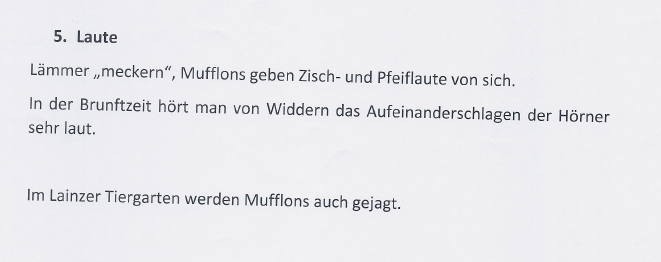 5. Laute
Lämmer „meckern“, Mufflons geben Zisch- und Pfeiflaute von sich.
In der Brunftzeit hört man von Widdern das Aufeinanderschlagen der Hörner
sehr laut.
Im Lainzer Tiergarten werden Mufflons auch gejagt.